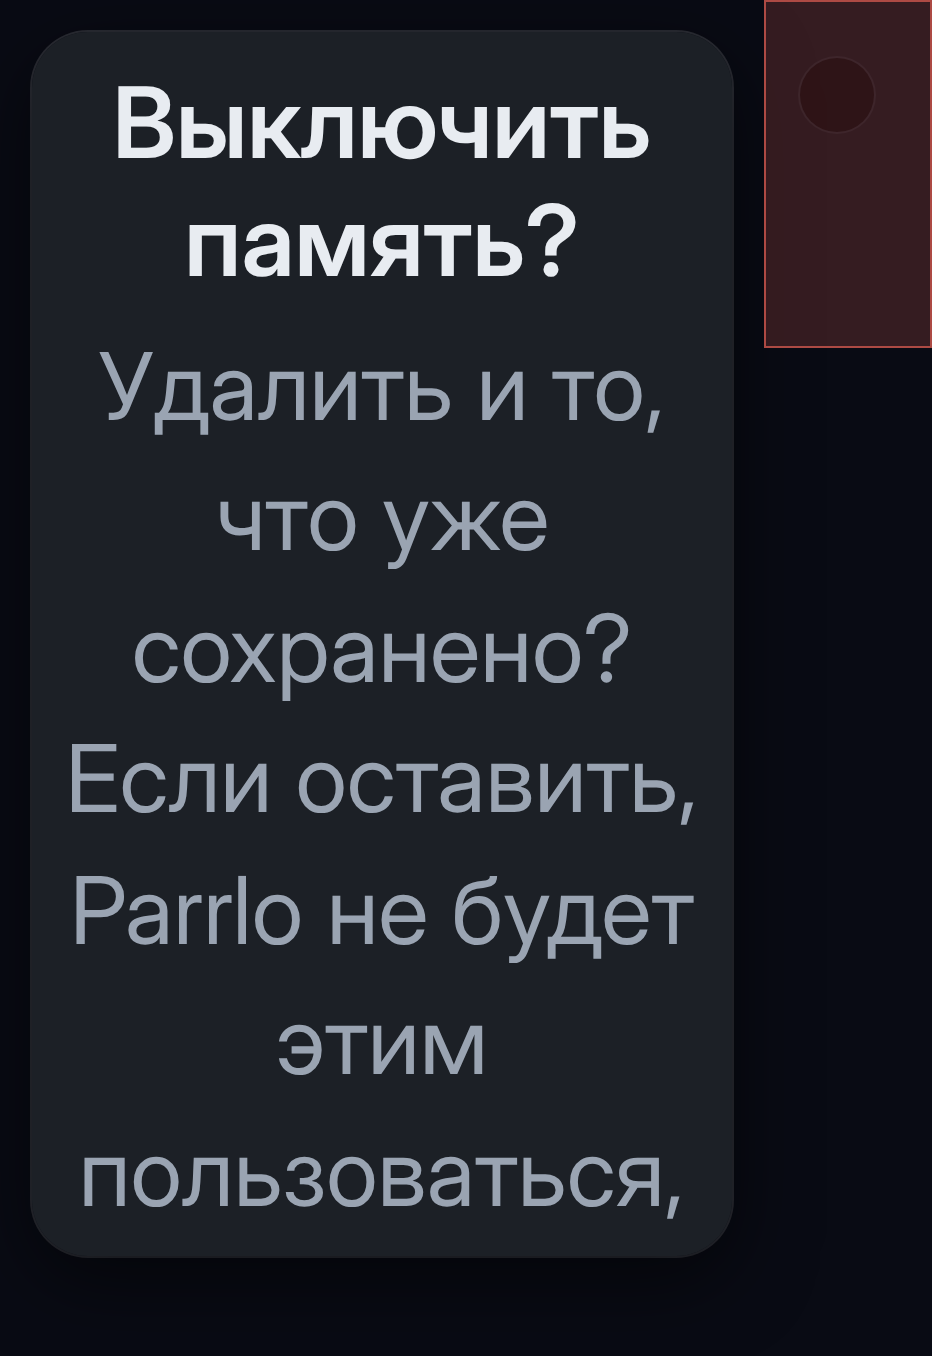 Выключить
память?
Удалить и то,
что уже
сохранено?
Если оставить,
Parrlo не будет
этим
пользоваться,